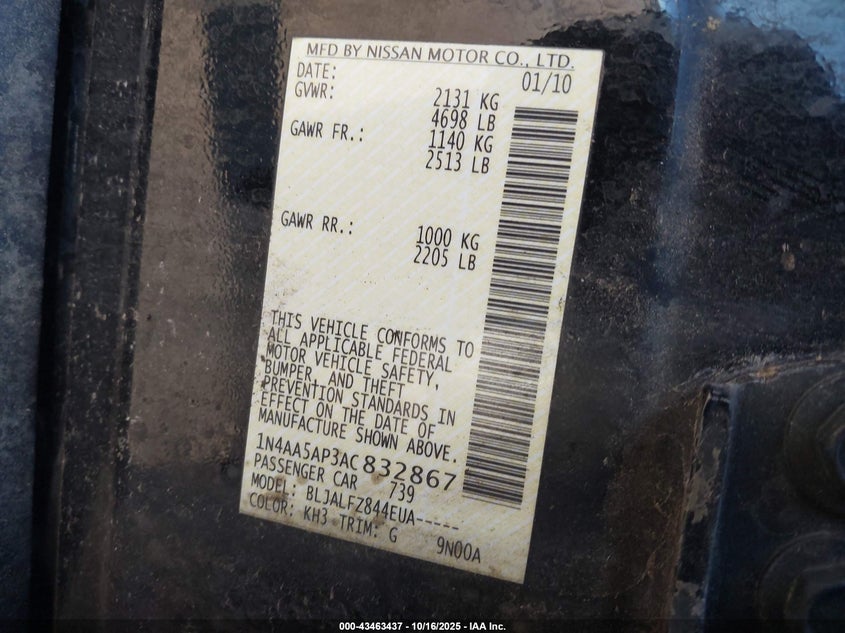 MFD BY NISSAN MOTOR CO., LTD.
DATE: 01/10
GVWR: 2131 KG
4698 LB
GAWR FR.: 1140 KG
2513 LB
GAWR RR.: 1000 KG
2205 LB
THIS VEHICLE CONFORMS TO
ALL APPLICABLE FEDERAL
MOTOR VEHICLE SAFETY,
BUMPER, AND THEFT
PREVENTION STANDARDS IN
EFFECT ON THE DATE OF
MANUFACTURE SHOWN ABOVE.
1N4AA5AP3AC832867
PASSENGER CAR 739
MODEL: BLJALFZ844EUA-----
COLOR: KH3 TRIM: G 9N00A
000-43463437 - 10/16/2025 - IAA Inc.